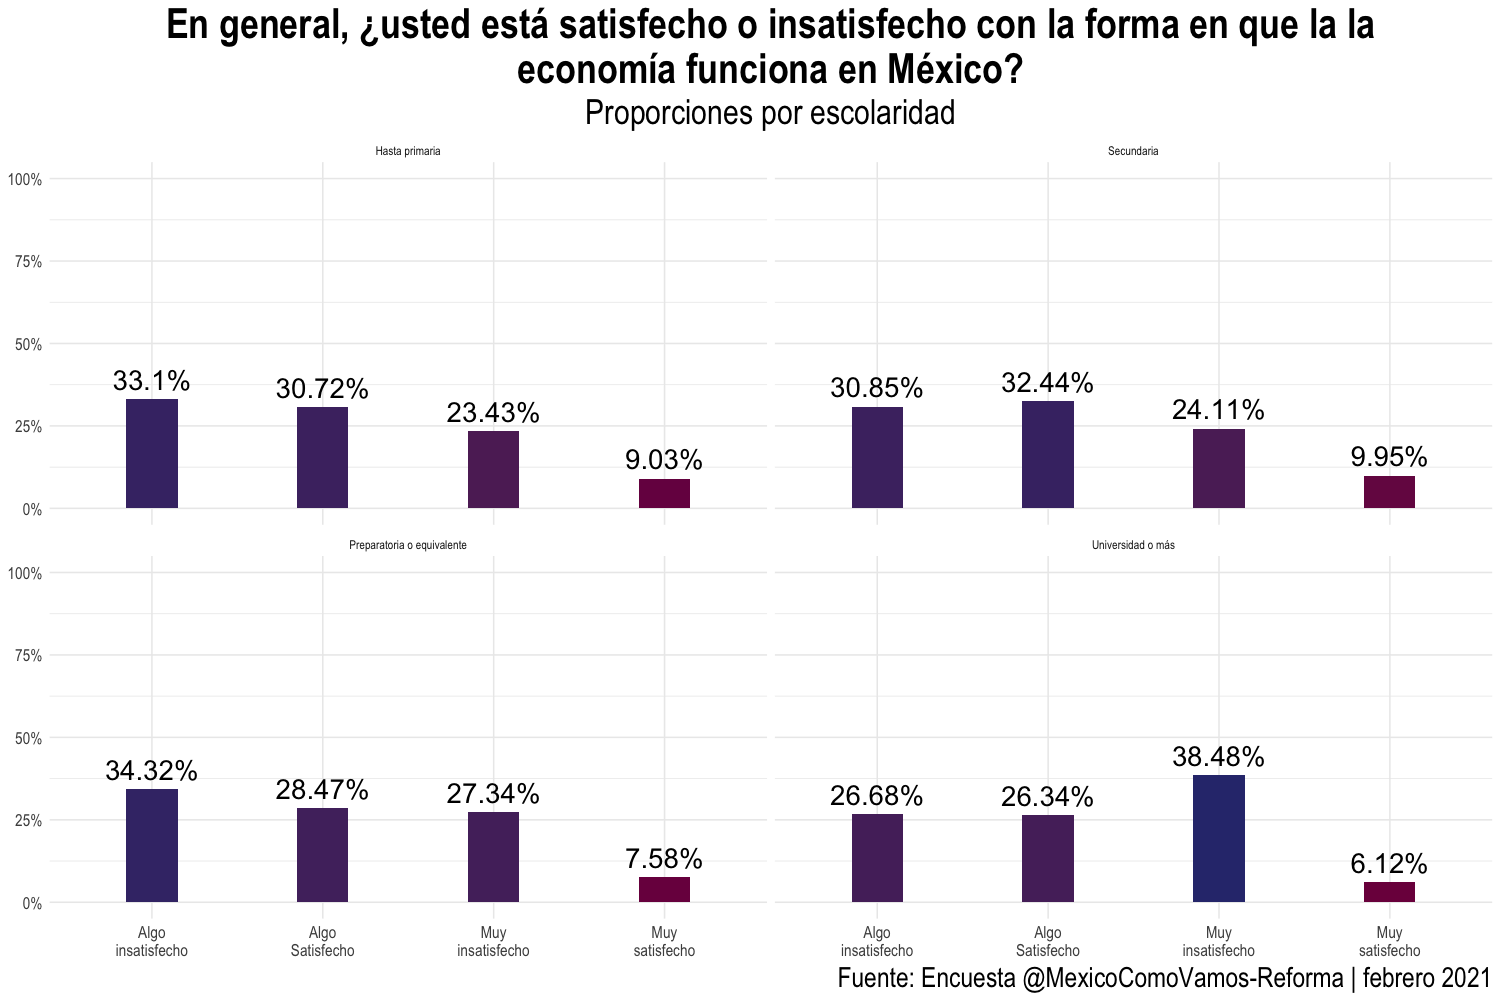 En general, ¿usted está satisfecho o insatisfecho con la forma en que la la
economía funciona en México?
Proporciones por escolaridad
Hasta primaria
Secundaria
100%
75%
50%
25%
0%
33.1%
30.72%
23.43%
9.03%
30.85%
32.44%
24.11%
9.95%
Preparatoria o equivalente
Universidad o más
100%
75%
50%
25%
0%
34.32%
28.47%
27.34%
7.58%
26.68%
26.34%
38.48%
6.12%
Algo
insatisfecho
Algo
Satisfecho
Muy
insatisfecho
Muy
satisfecho
Algo
insatisfecho
Algo
Satisfecho
Muy
insatisfecho
Muy
satisfecho
Fuente: Encuesta @MexicoComoVamos-Reforma | febrero 2021